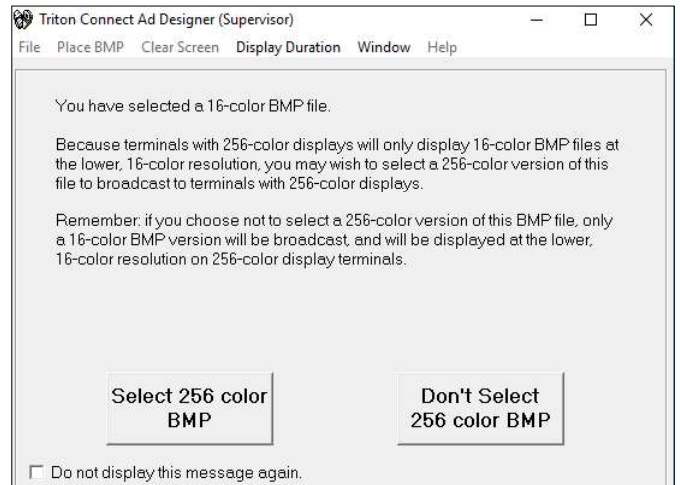 Triton Connect Ad Designer (Supervisor)
File Place BMP Clear Screen Display Duration Window Help
You have selected a 16-color BMP file.
Because terminals with 256-color displays will only display 16-color BMP files at
the lower, 16-color resolution, you may wish to select a 256-color version of this
file to broadcast to terminals with 256-color displays.
Remember: if you choose not to select a 256-color version of this BMP file, only
a 16-color BMP version will be broadcast, and will be displayed at the lower,
16-color resolution on 256-color display terminals.
Select 256 color
BMP
Don't Select
256 color BMP
Do not display this message again.